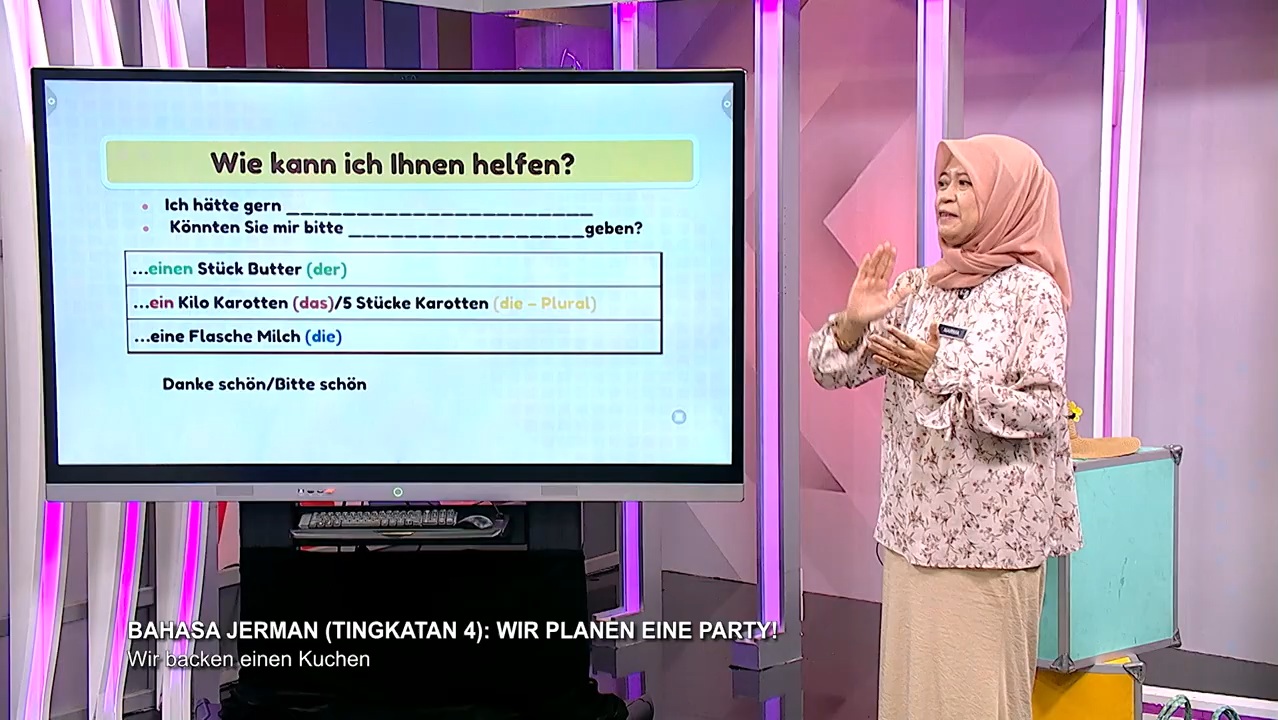 Wie kann ich Ihnen helfen?
• Ich hätte gern ______________________
• Könnten Sie mir bitte _________________geben?
...einen Stück Butter (der)
...ein Kilo Karotten (das)/5 Stücke Karotten (die – Plural)
...eine Flasche Milch (die)
Danke schön/Bitte schön
BAHASA JERMAN (TINGKATAN 4): WIR PLANEN EINE PARTY!
Wir backen einen Kuchen